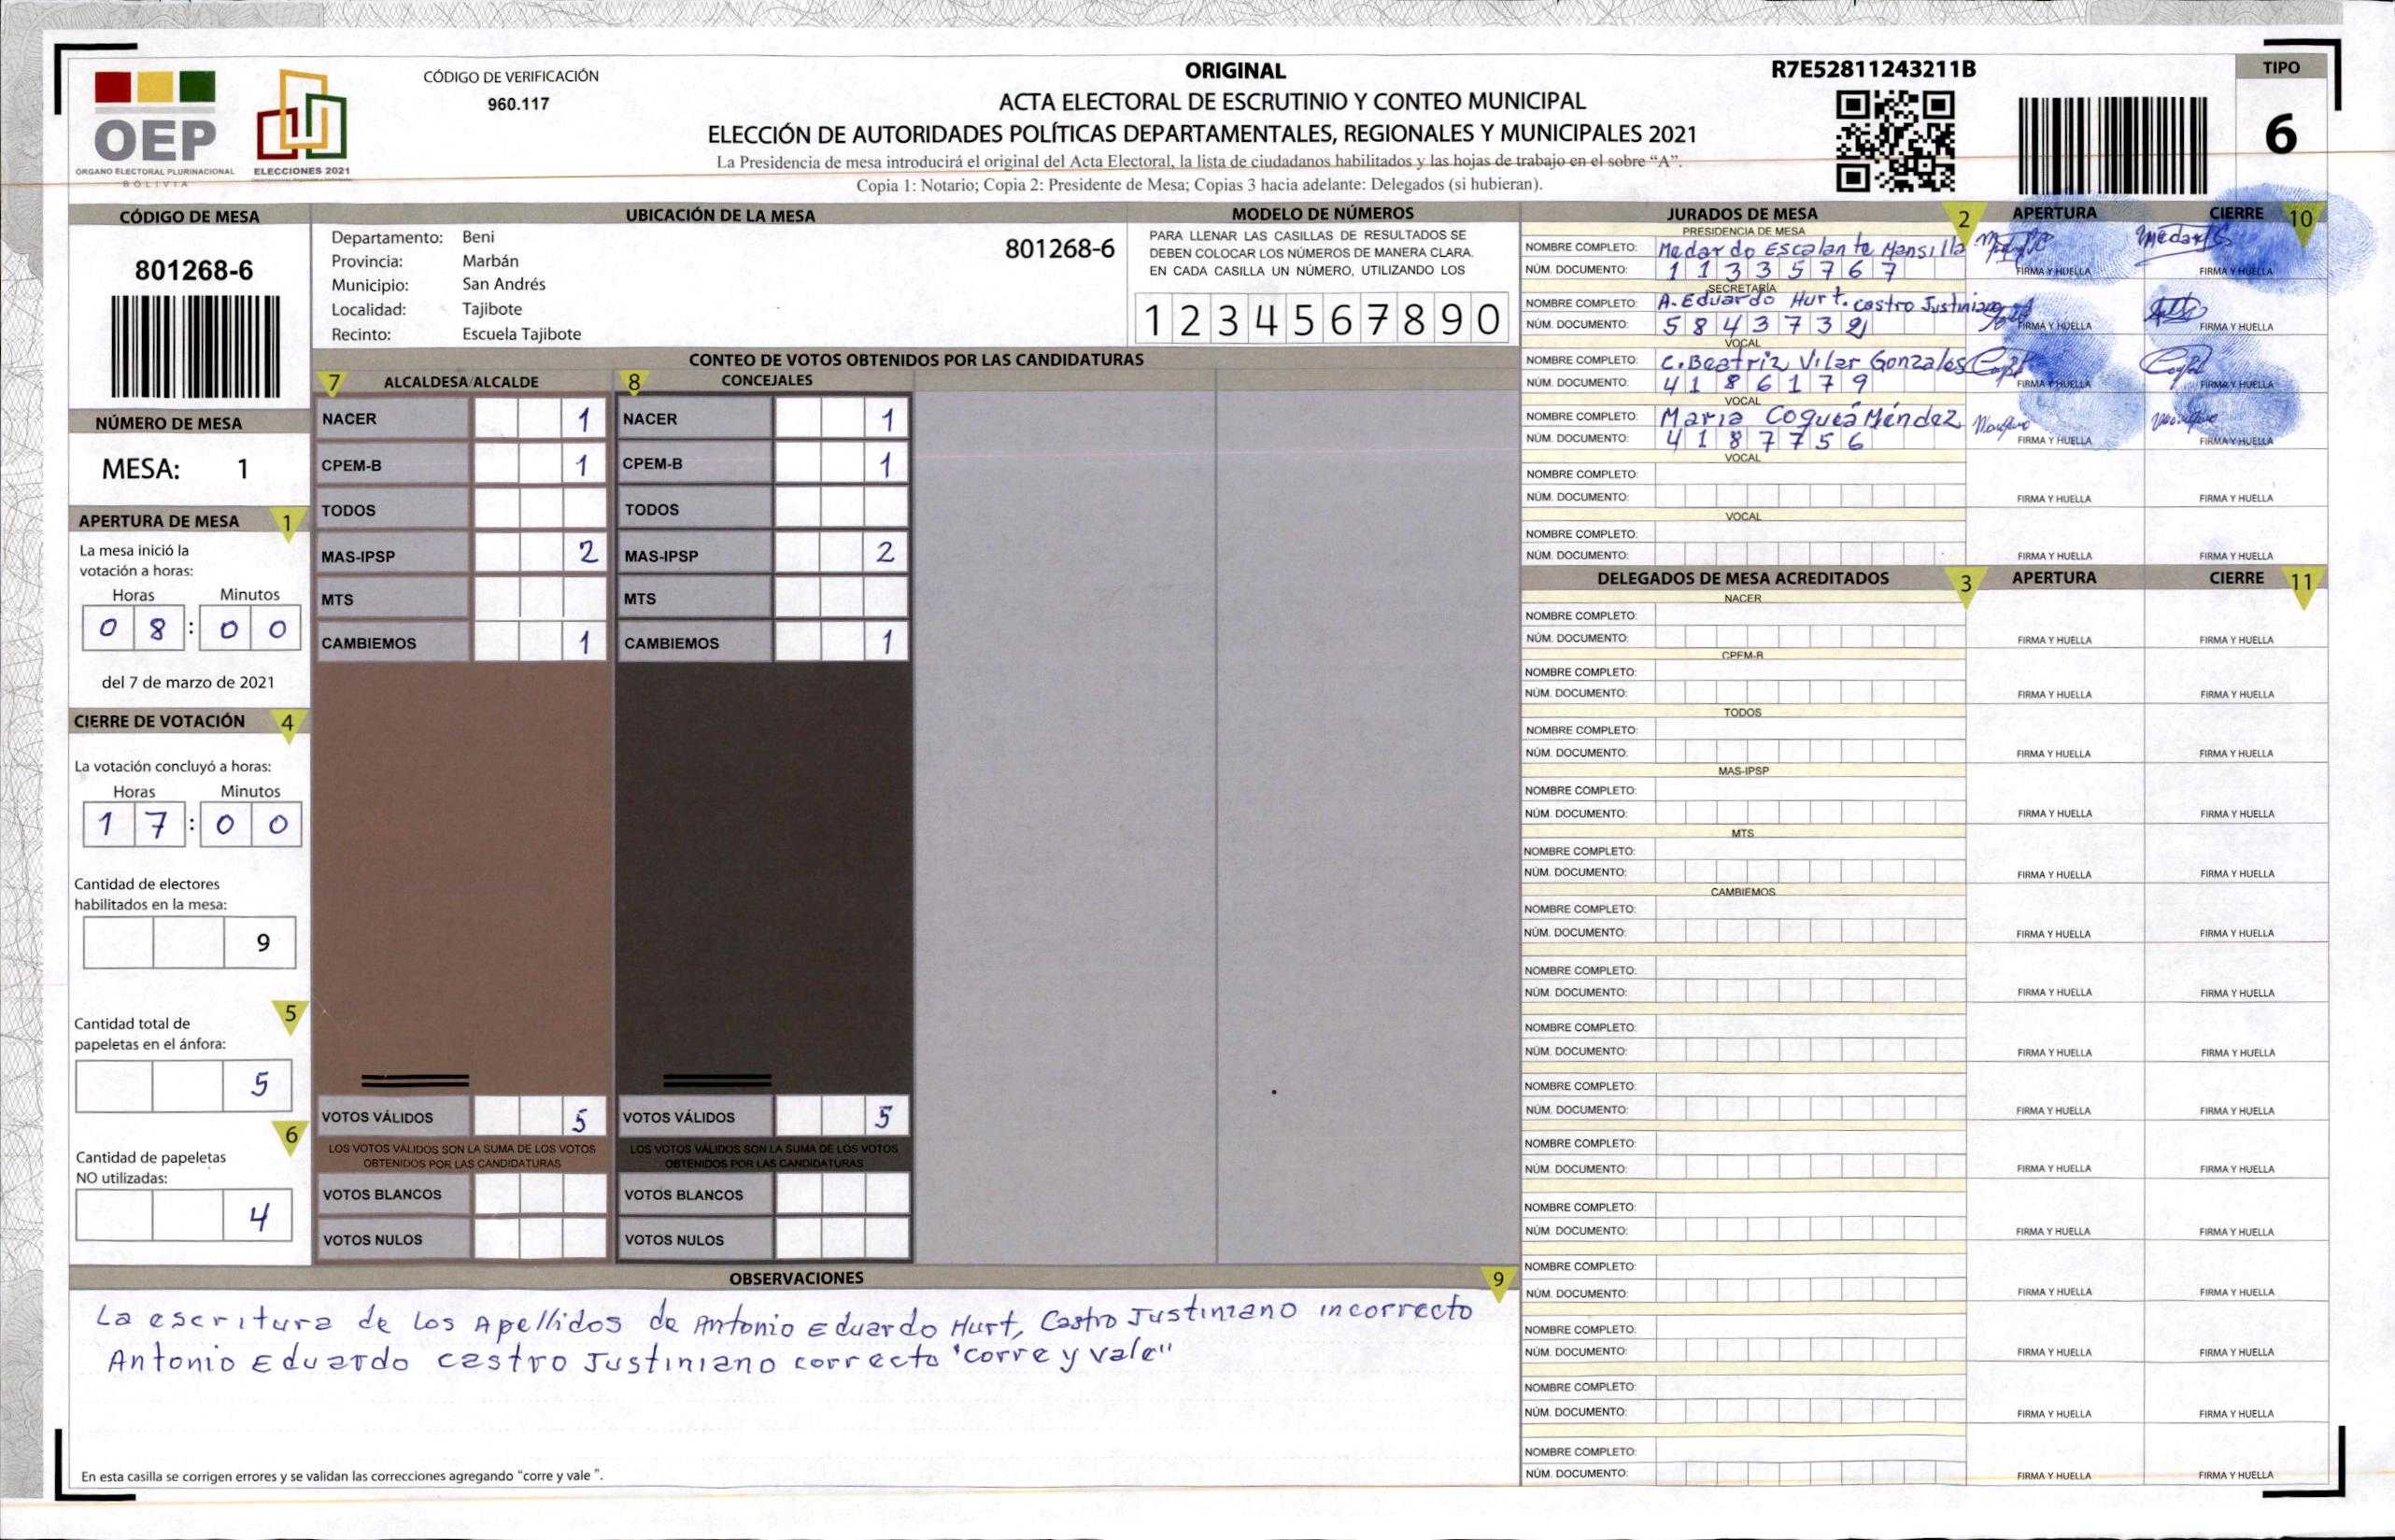 CÓDIGO DE VERIFICACIÓN
960.117
OEP
ÓRGANO ELECTORAL PLURINACIONAL
BOLIVIA
ELECCIONES 2021
ORIGINAL
ACTA ELECTORAL DE ESCRUTINIO Y CONTEO MUNICIPAL
ELECCIÓN DE AUTORIDADES POLÍTICAS DEPARTAMENTALES, REGIONALES Y MUNICIPALES 2021
La Presidencia de mesa introducirá el original del Acta Electoral, la lista de ciudadanos habilitados y las hojas de trabajo en el sobre “A”.
Copia 1: Notario; Copia 2: Presidente de Mesa; Copias 3 hacia adelante: Delegados (si hubieran).
R7E52811243211B
TIPO
6
CÓDIGO DE MESA
801268-6
NÚMERO DE MESA
MESA: 1
APERTURA DE MESA 1
La mesa inició la
votación a horas:
Horas Minutos
0 8 : 0 0
del 7 de marzo de 2021
CIERRE DE VOTACIÓN 4
La votación concluyó a horas:
Horas Minutos
1 7 : 0 0
Cantidad de electores
habilitados en la mesa:
9
5
Cantidad total de
papeletas en el ánfora:
5
6
Cantidad de papeletas
NO utilizadas:
4
UBICACIÓN DE LA MESA
Departamento: Beni
801268-6
Provincia: Marbán
Municipio: San Andrés
Localidad: Tajibote
Recinto: Escuela Tajibote
MODELO DE NÚMEROS
PARA LLENAR LAS CASILLAS DE RESULTADOS SE
DEBEN COLOCAR LOS NÚMEROS DE MANERA CLARA.
EN CADA CASILLA UN NÚMERO, UTILIZANDO LOS
1 2 3 4 5 6 7 8 9 0
CONTEO DE VOTOS OBTENIDOS POR LAS CANDIDATURAS
7 ALCALDESA/ALCALDE
NACER 1
CPEM-B 1
TODOS
MAS-IPSP 2
MTS
CAMBIEMOS 1
VOTOS VÁLIDOS 5
LOS VOTOS VÁLIDOS SON LA SUMA DE LOS VOTOS
OBTENIDOS POR LAS CANDIDATURAS
VOTOS BLANCOS
VOTOS NULOS
8 CONCEJALES
NACER 1
CPEM-B 1
TODOS
MAS-IPSP 2
MTS
CAMBIEMOS 1
VOTOS VÁLIDOS 5
LOS VOTOS VÁLIDOS SON LA SUMA DE LOS VOTOS
OBTENIDOS POR LAS CANDIDATURAS
VOTOS BLANCOS
VOTOS NULOS
OBSERVACIONES 9
La escritura de los Apellidos de Antonio Eduardo Hurt, Castro Justiniano incorrecto
Antonio Eduardo castro Justiniano correcto "corre y vale"
En esta casilla se corrigen errores y se validan las correcciones agregando “corre y vale ”.
JURADOS DE MESA 2 APERTURA CIERRE 10
PRESIDENCIA DE MESA
NOMBRE COMPLETO: Medardo Escalante Mansilla
NÚM. DOCUMENTO: 1 1 3 3 5 7 6 7 FIRMA Y HUELLA FIRMA Y HUELLA
SECRETARÍA
NOMBRE COMPLETO: A. Eduardo Hurt. castro Justiniano
NÚM. DOCUMENTO: 5 8 4 3 7 3 2 FIRMA Y HUELLA FIRMA Y HUELLA
VOCAL
NOMBRE COMPLETO: C. Beatriz Vilar Gonzales
NÚM. DOCUMENTO: 4 1 8 6 1 7 9 FIRMA Y HUELLA FIRMA Y HUELLA
VOCAL
NOMBRE COMPLETO: Maria Coqueá Méndez
NÚM. DOCUMENTO: 4 1 8 7 7 5 6 FIRMA Y HUELLA FIRMA Y HUELLA
VOCAL
NOMBRE COMPLETO:
NÚM. DOCUMENTO: FIRMA Y HUELLA FIRMA Y HUELLA
VOCAL
NOMBRE COMPLETO:
NÚM. DOCUMENTO: FIRMA Y HUELLA FIRMA Y HUELLA
DELEGADOS DE MESA ACREDITADOS 3 APERTURA CIERRE 11
NACER
NOMBRE COMPLETO:
NÚM. DOCUMENTO: FIRMA Y HUELLA FIRMA Y HUELLA
CPEM-B
NOMBRE COMPLETO:
NÚM. DOCUMENTO: FIRMA Y HUELLA FIRMA Y HUELLA
TODOS
NOMBRE COMPLETO:
NÚM. DOCUMENTO: FIRMA Y HUELLA FIRMA Y HUELLA
MAS-IPSP
NOMBRE COMPLETO:
NÚM. DOCUMENTO: FIRMA Y HUELLA FIRMA Y HUELLA
MTS
NOMBRE COMPLETO:
NÚM. DOCUMENTO: FIRMA Y HUELLA FIRMA Y HUELLA
CAMBIEMOS
NOMBRE COMPLETO:
NÚM. DOCUMENTO: FIRMA Y HUELLA FIRMA Y HUELLA
NOMBRE COMPLETO:
NÚM. DOCUMENTO: FIRMA Y HUELLA FIRMA Y HUELLA
NOMBRE COMPLETO:
NÚM. DOCUMENTO: FIRMA Y HUELLA FIRMA Y HUELLA
NOMBRE COMPLETO:
NÚM. DOCUMENTO: FIRMA Y HUELLA FIRMA Y HUELLA
NOMBRE COMPLETO:
NÚM. DOCUMENTO: FIRMA Y HUELLA FIRMA Y HUELLA
NOMBRE COMPLETO:
NÚM. DOCUMENTO: FIRMA Y HUELLA FIRMA Y HUELLA
NOMBRE COMPLETO:
NÚM. DOCUMENTO: FIRMA Y HUELLA FIRMA Y HUELLA
NOMBRE COMPLETO:
NÚM. DOCUMENTO: FIRMA Y HUELLA FIRMA Y HUELLA
NOMBRE COMPLETO:
NÚM. DOCUMENTO: FIRMA Y HUELLA FIRMA Y HUELLA
NOMBRE COMPLETO:
NÚM. DOCUMENTO: FIRMA Y HUELLA FIRMA Y HUELLA